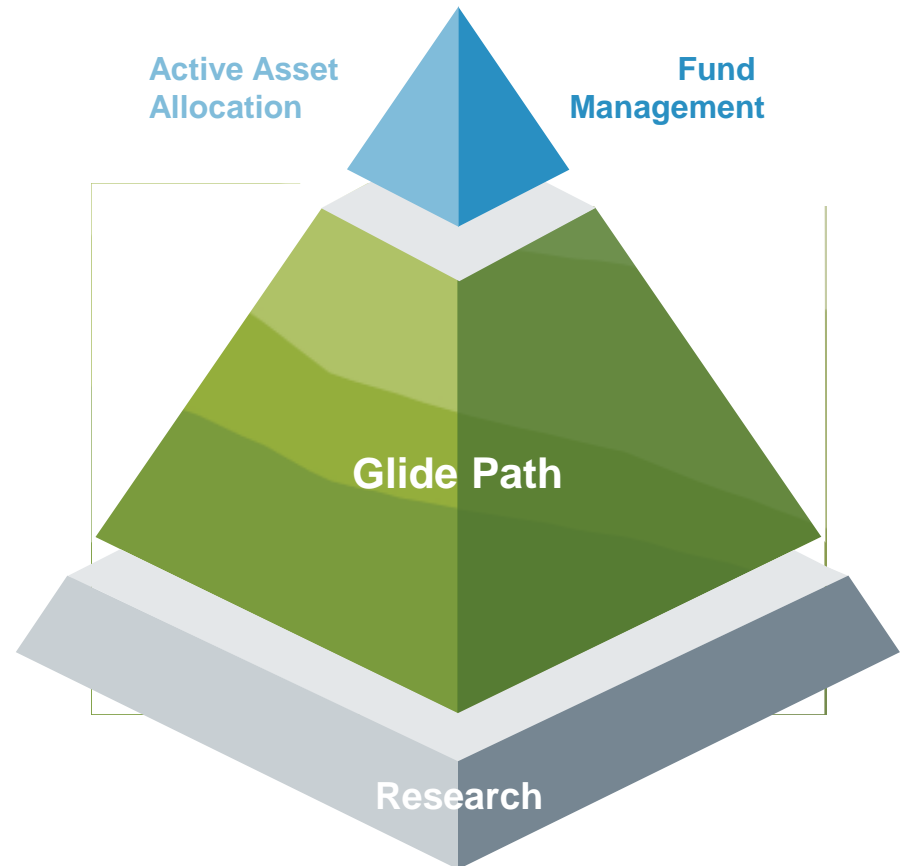 Active Asset
Allocation
Fund
Management
Glide Path
Research